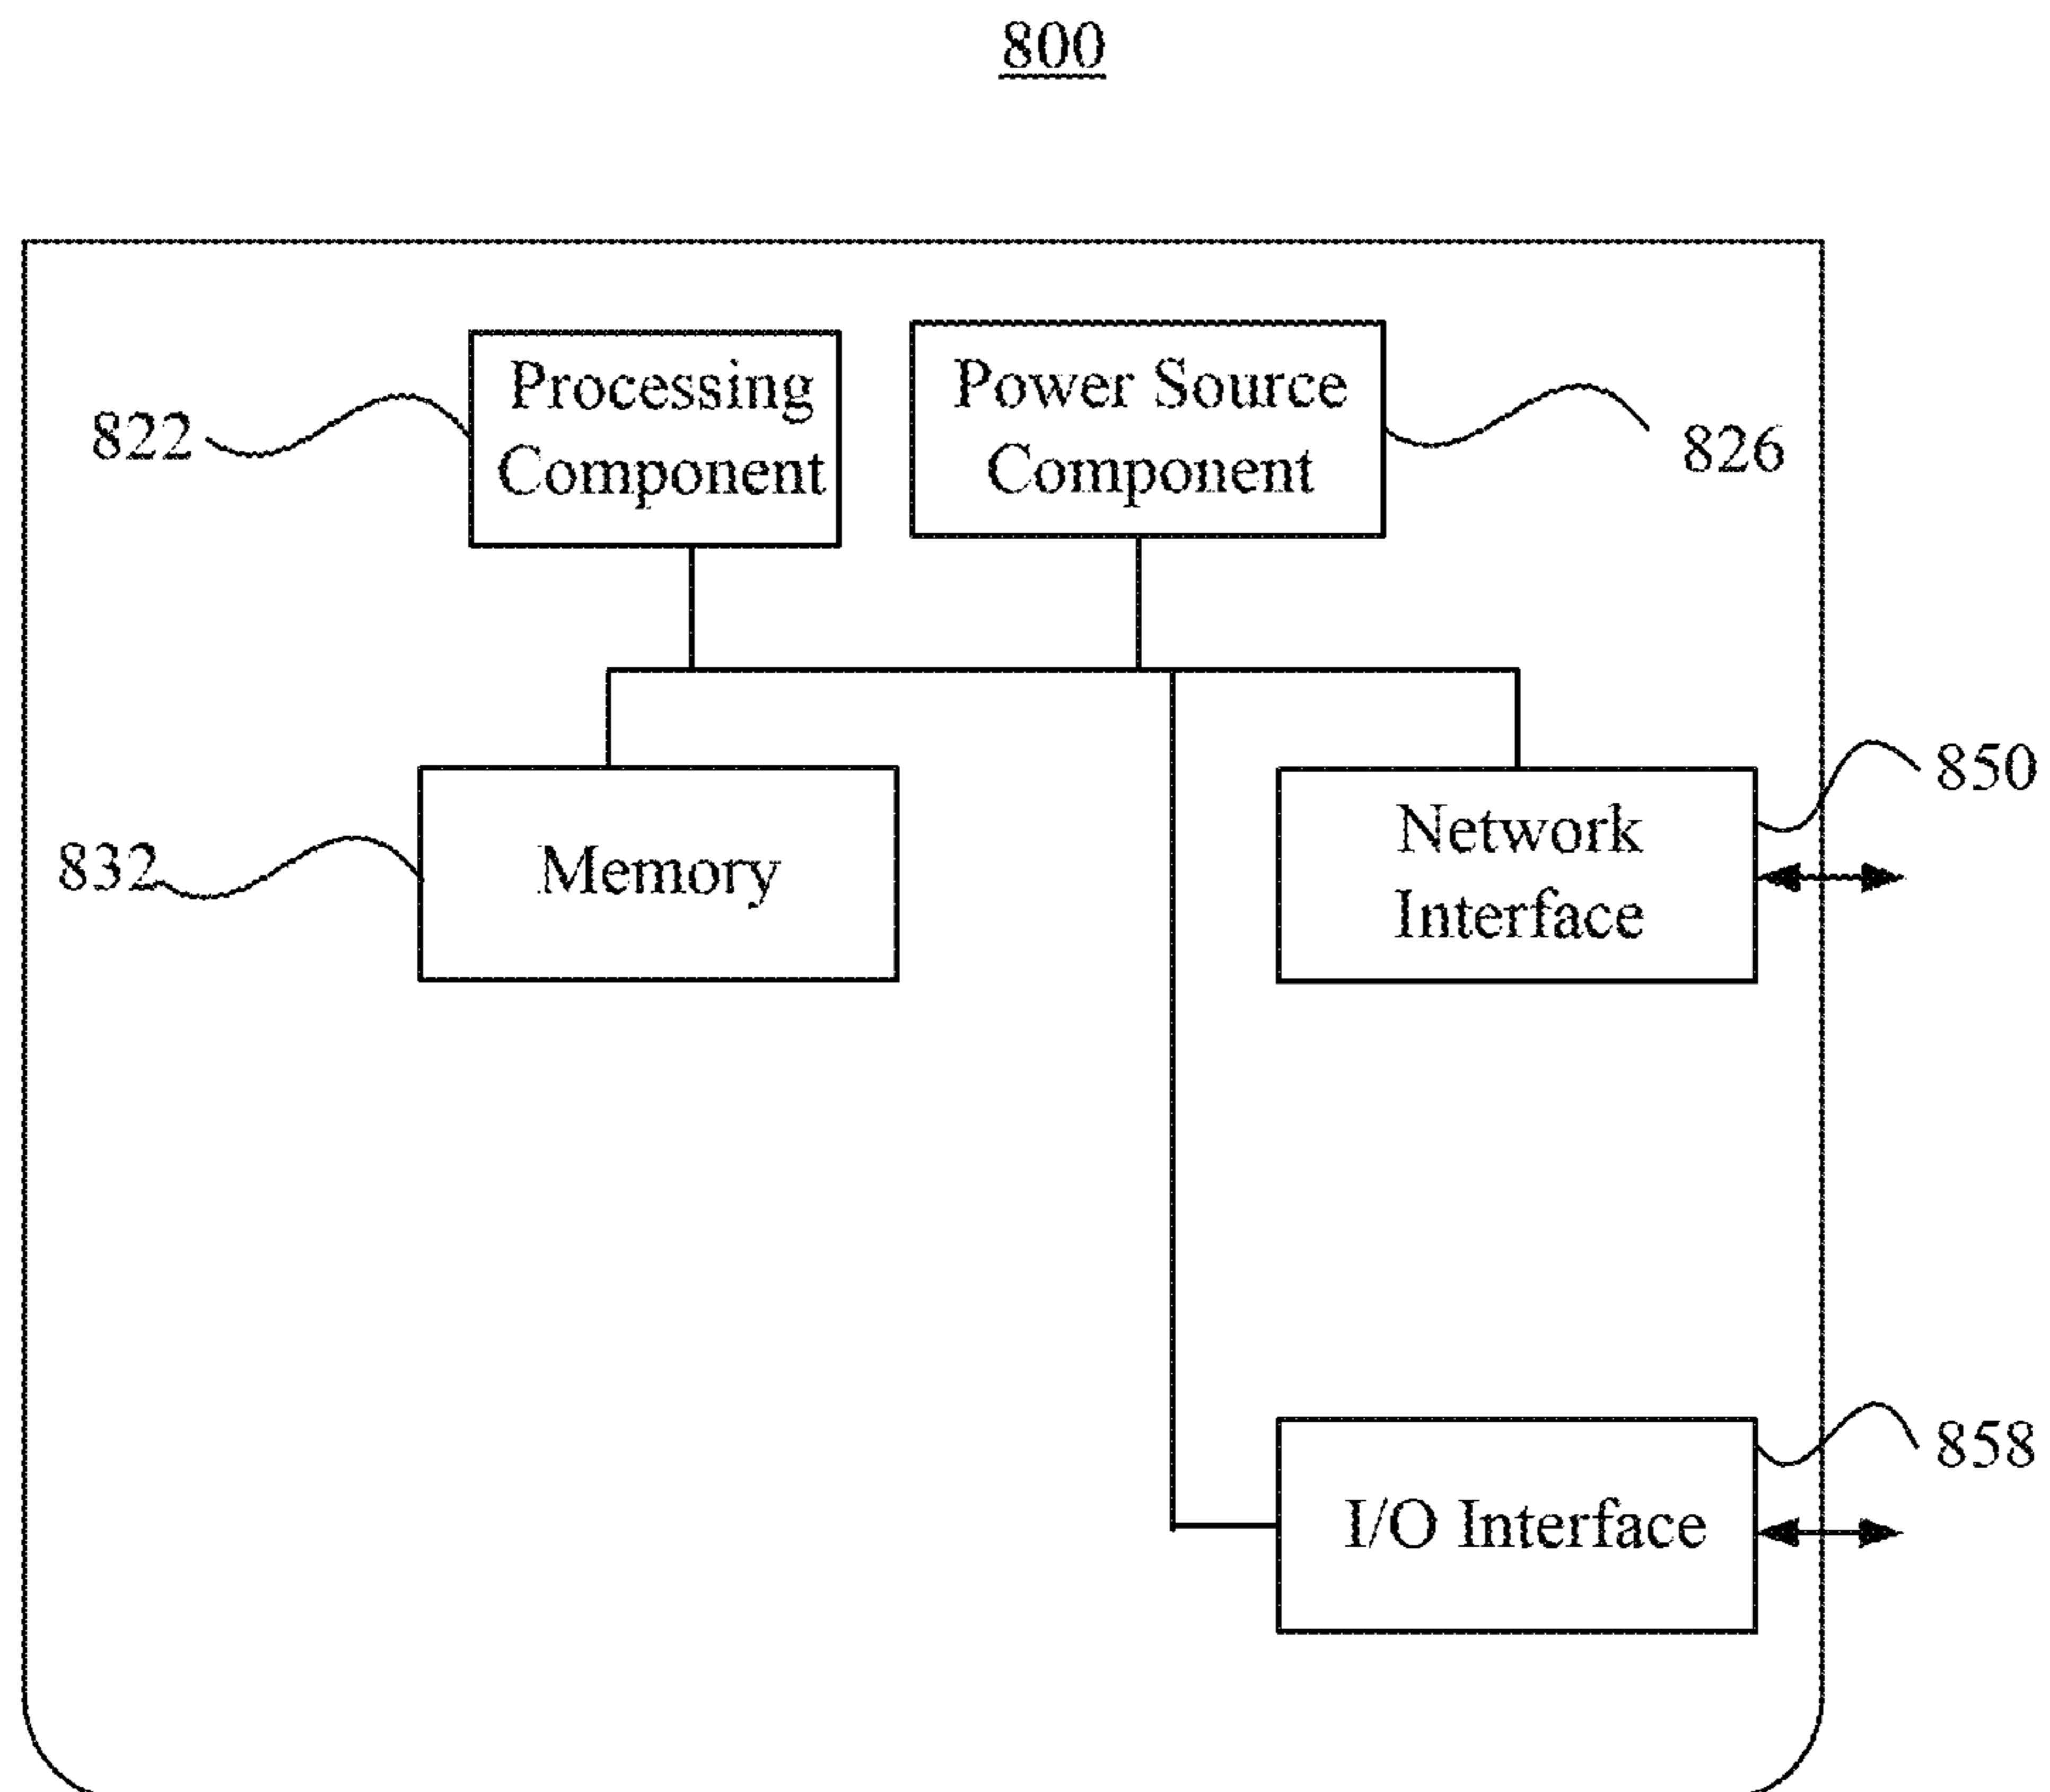 800
Processing
Component
822
Power Source
Component
826
850
Network
Interface
832
Memory
858
I/O Interface